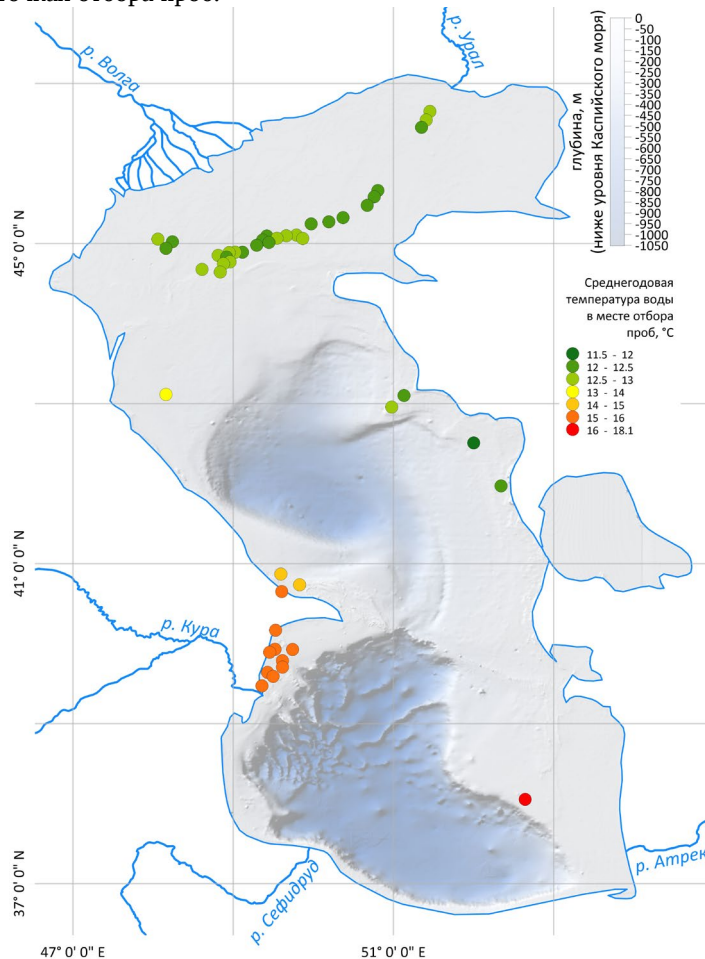 точках отбора проб.
р. Волга
р. Урал
глубина, м
(ниже уровня Каспийского моря)
0
-50
-100
-150
-200
-250
-300
-350
-400
-450
-500
-550
-600
-650
-700
-750
-800
-850
-900
-950
-1000
-1050
45° 0' 0" N
Среднегодовая
температура воды
в месте отбора
проб, °C
11.5 - 12
12 - 12.5
12.5 - 13
13 - 14
14 - 15
15 - 16
16 - 18.1
41° 0' 0" N
р. Кура
р. Атрек
р. Сефидруд
37° 0' 0" N
47° 0' 0" E
51° 0' 0" E